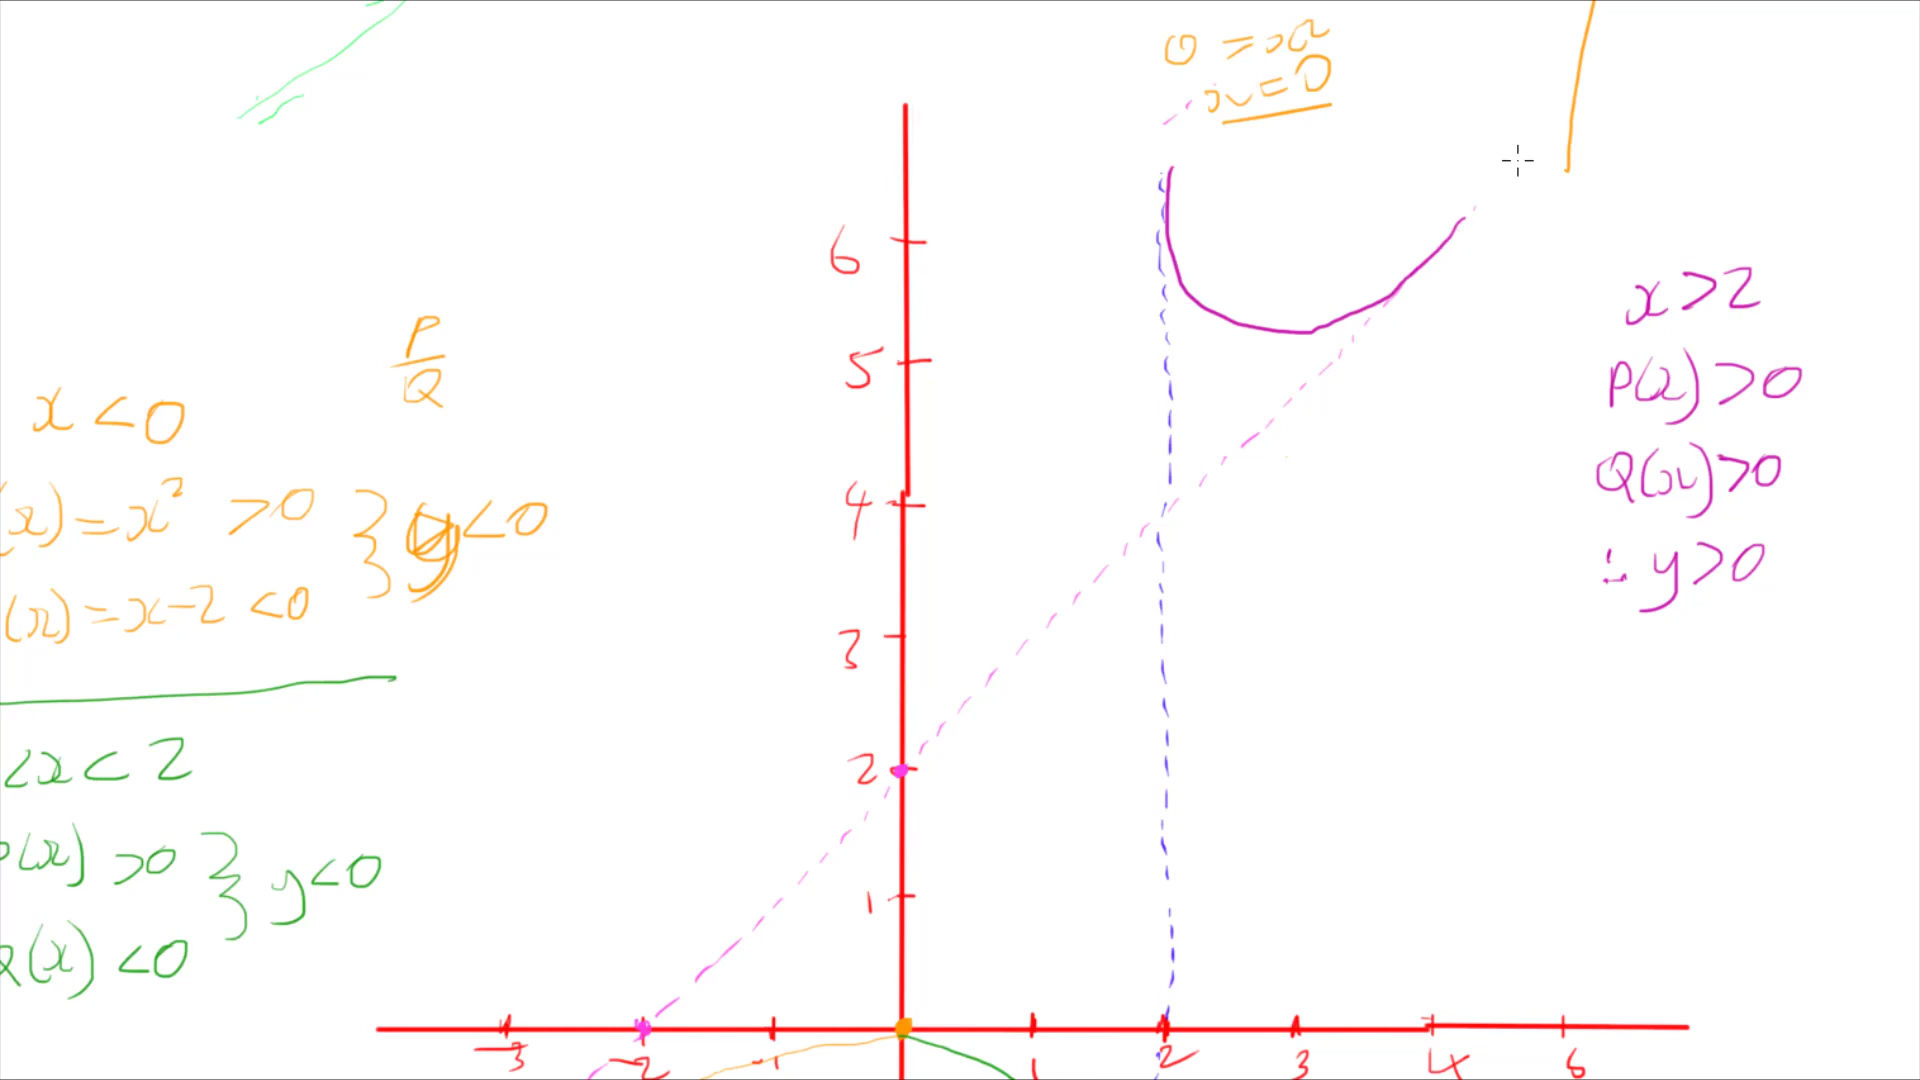 0 = x²
x = 0
P/Q
x < 0
(x) = x² > 0 } y < 0
(x) = x-2 < 0
< x < 2
P(x) > 0 } y < 0
Q(x) < 0
6
5
4
3
2
1
-3 -2 -1 1 2 3 4 6
x > 2
P(x) > 0
Q(x) > 0
∴ y > 0